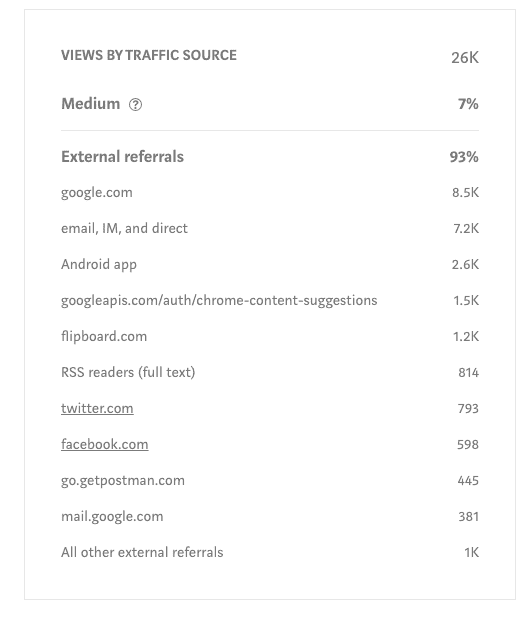 VIEWS BY TRAFFIC SOURCE 26K
Medium ? 7%
External referrals 93%
google.com 8.5K
email, IM, and direct 7.2K
Android app 2.6K
googleapis.com/auth/chrome-content-suggestions 1.5K
flipboard.com 1.2K
RSS readers (full text) 814
twitter.com 793
facebook.com 598
go.getpostman.com 445
mail.google.com 381
All other external referrals 1K